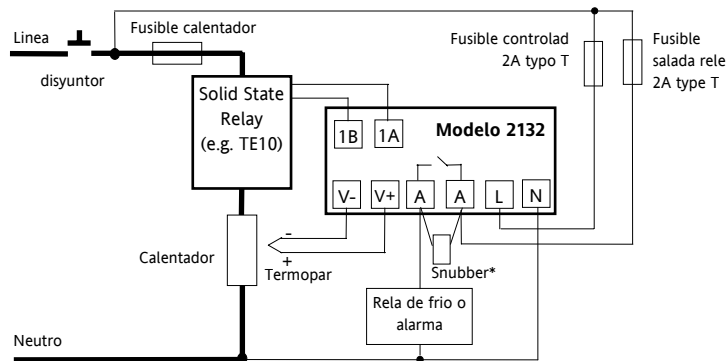 Fusible calentador
Linea
disyuntor
Fusible controlad
2A typo T
Fusible
salada rele
2A type T
Solid State
Relay
(e.g. TE10)
1B
1A
Modelo 2132
V-
V+
A
A
L
N
Calentador
-
+
Termopar
Snubber*
Rela de frio o
alarma
Neutro